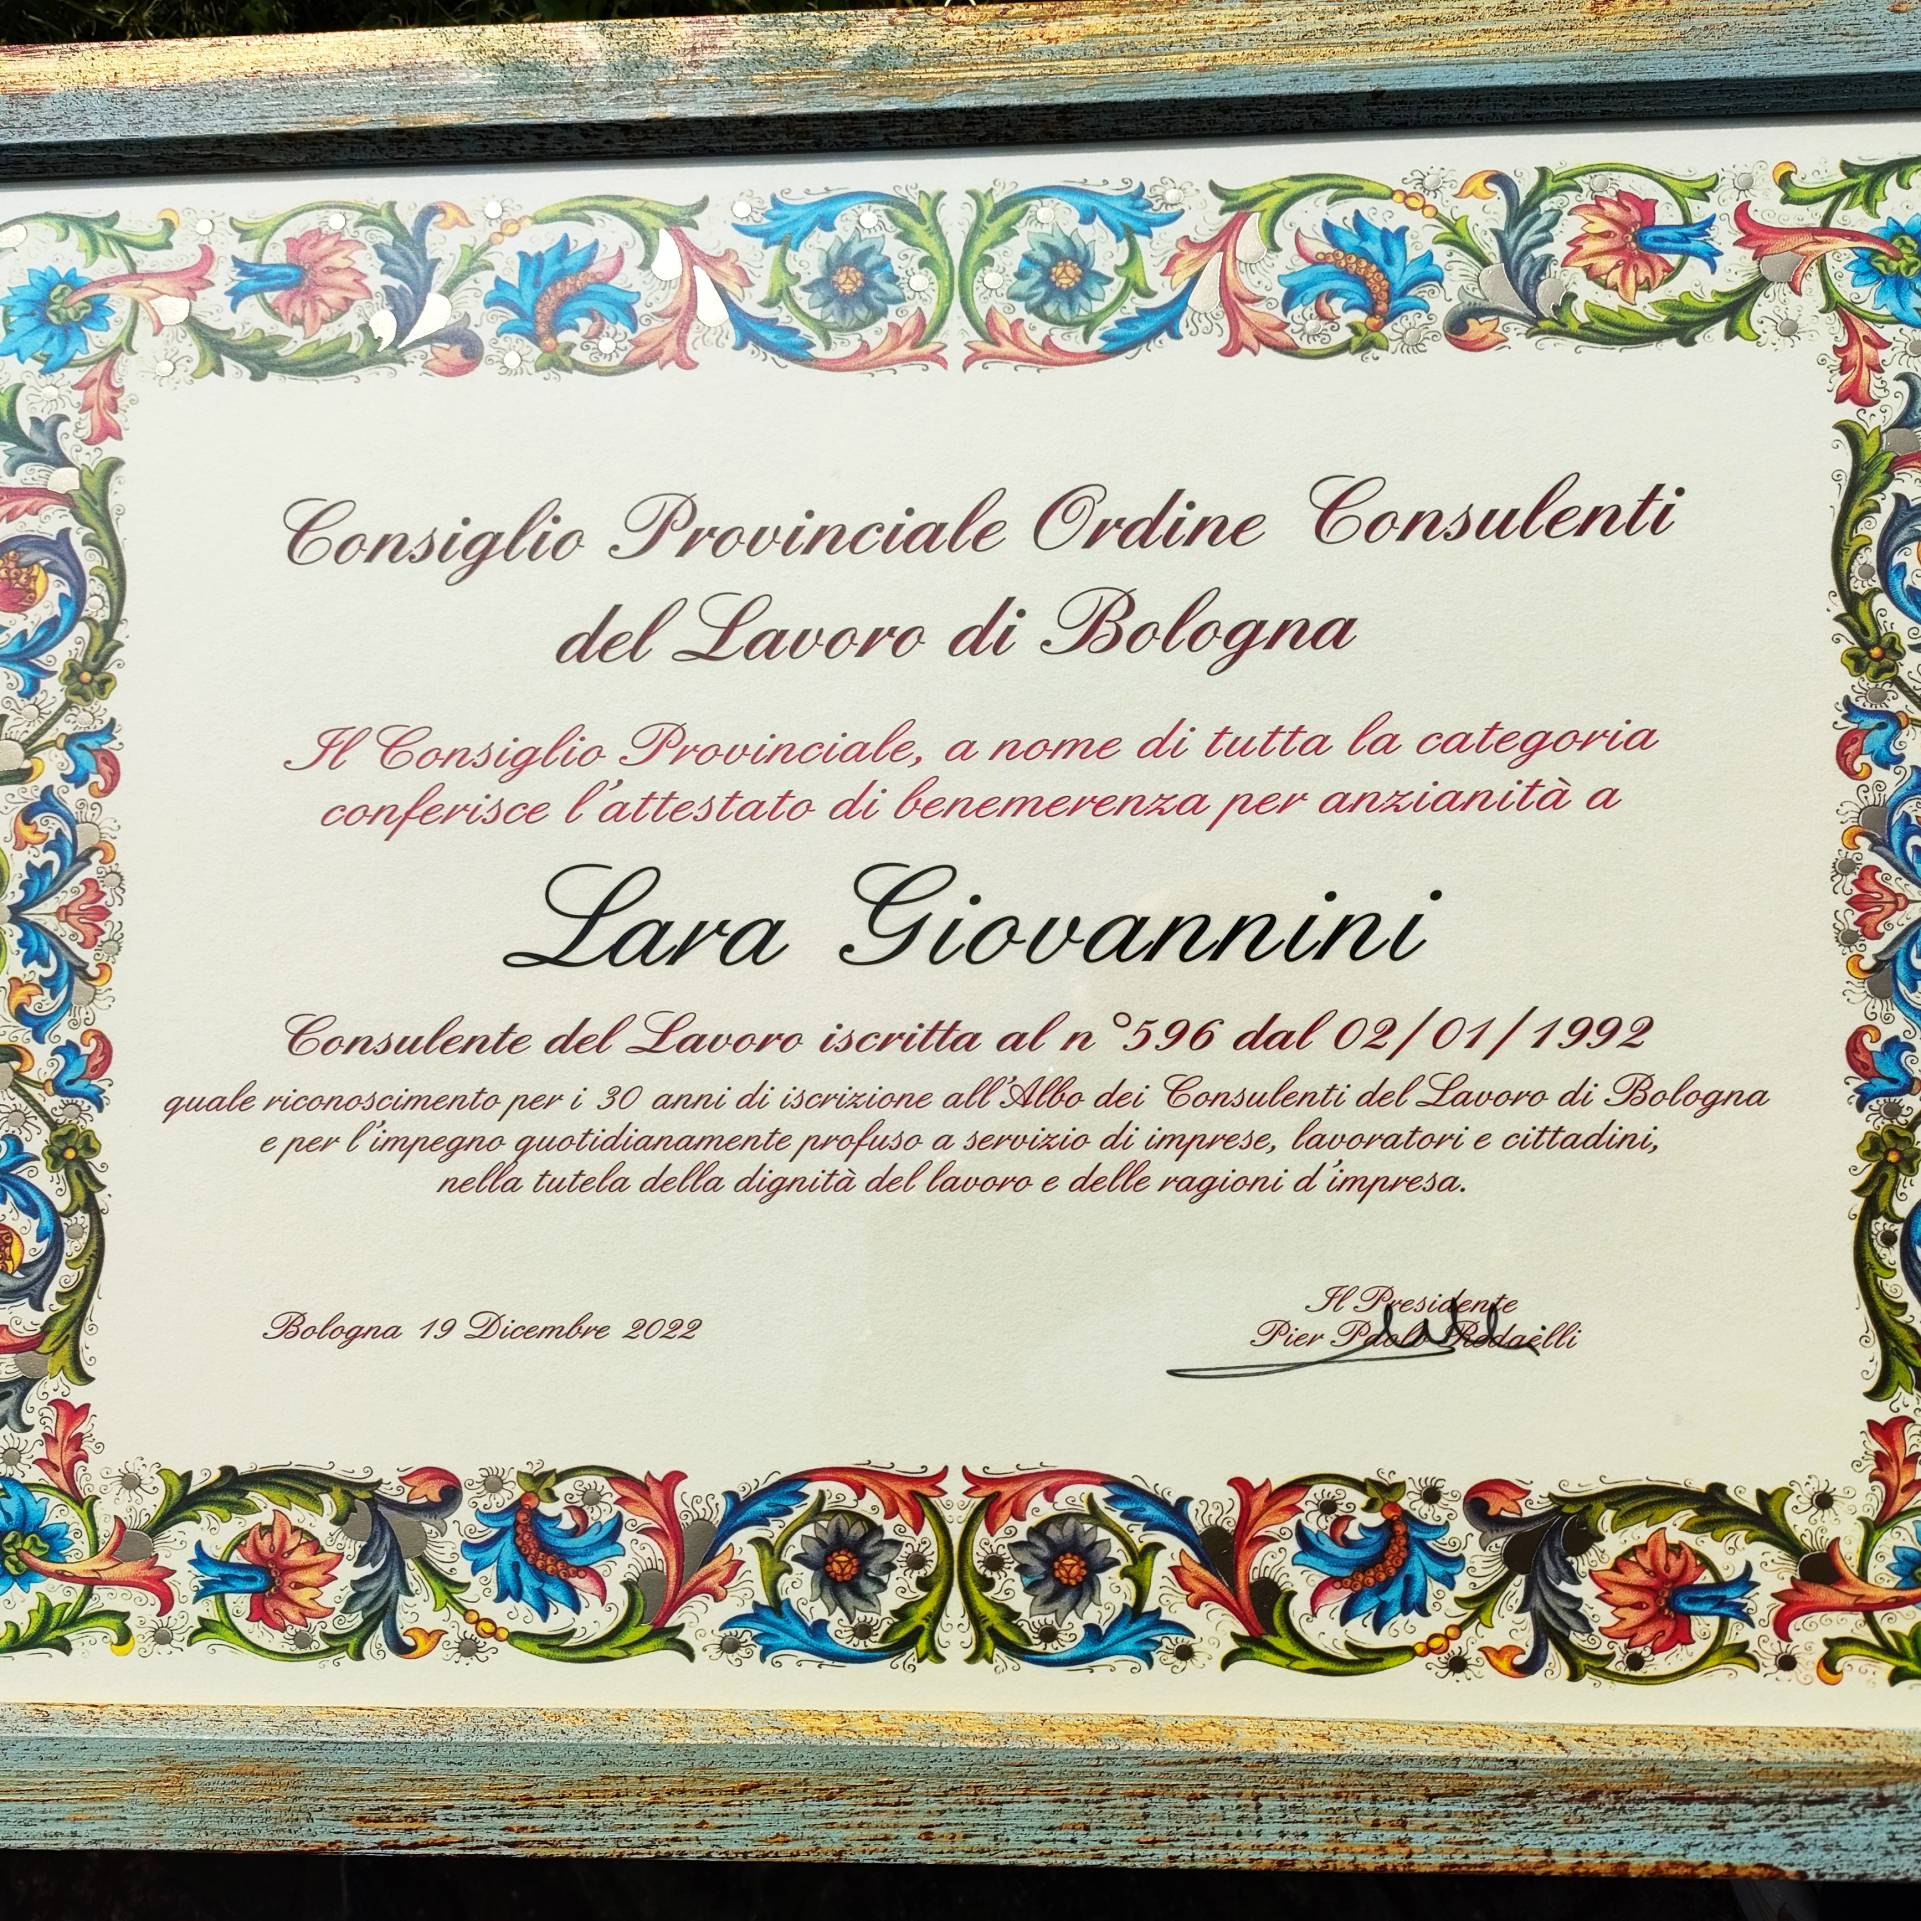 Consiglio Provinciale Ordine Consulenti
del Lavoro di Bologna
Il Consiglio Provinciale, a nome di tutta la categoria
conferisce l'attestato di benemerenza per anzianità a
Lara Giovannini
Consulente del Lavoro iscritta al n°596 dal 02/01/1992
quale riconoscimento per i 30 anni di iscrizione all'Albo dei Consulenti del Lavoro di Bologna
e per l'impegno quotidianamente profuso a servizio di imprese, lavoratori e cittadini,
nella tutela della dignità del lavoro e delle ragioni d'impresa.
Bologna 19 Dicembre 2022
Il Presidente
Pier Paolo Redaelli